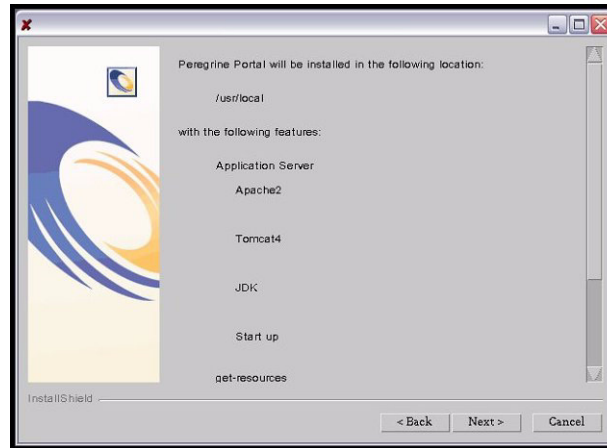 Peregrine Portal will be installed in the following location:
/usr/local
with the following features:
Application Server
Apache2
Tomcat4
JDK
Start up
get-resources
InstallShield
< Back
Next >
Cancel